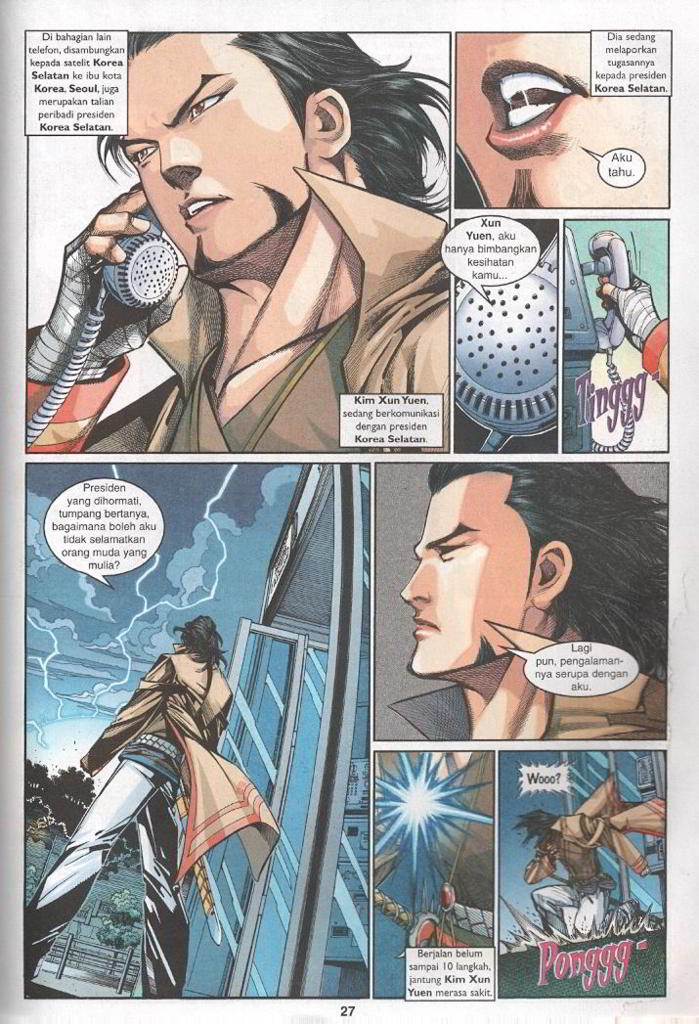 Di bahagian lain
telefon, disambungkan
kepada satelit Korea
Selatan ke ibu kota
Korea, Seoul, juga
merupakan talian
peribadi presiden
Korea Selatan.
Dia sedang
melaporkan
tugasannya
kepada presiden
Korea Selatan.
Aku
tahu.
Xun
Yuen, aku
hanya bimbangkan
kesihatan
kamu...
Tinggg-
Kim Xun Yuen,
sedang berkomunikasi
dengan presiden
Korea Selatan.
Presiden
yang dihormati,
tumpang bertanya,
bagaimana boleh aku
tidak selamatkan
orang muda yang
mulia?
Lagi
pun, pengalaman-
nya serupa dengan
aku.
Berjalan belum
sampai 10 langkah,
jantung Kim Xun
Yuen merasa sakit.
Wooo?
Ponggg-
27